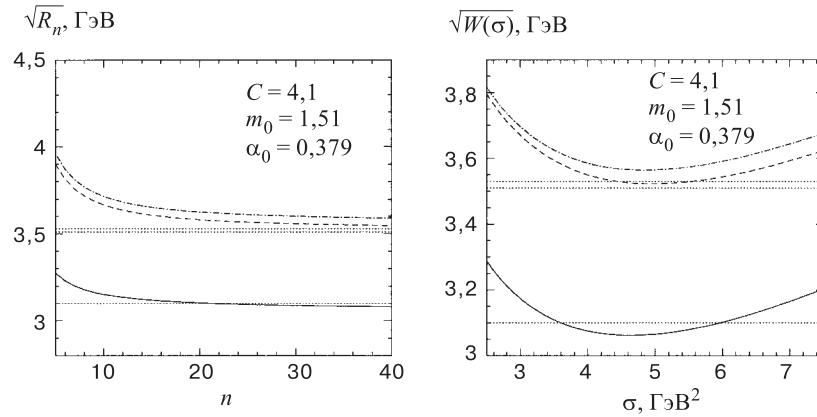 √R_n, ГэВ
4,5
4
3,5
3
C = 4,1
m_0 = 1,51
α_0 = 0,379
10 20 30 40
n
√W(σ), ГэВ
3,8
3,6
3,4
3,2
3
C = 4,1
m_0 = 1,51
α_0 = 0,379
3 4 5 6 7
σ, ГэВ^2